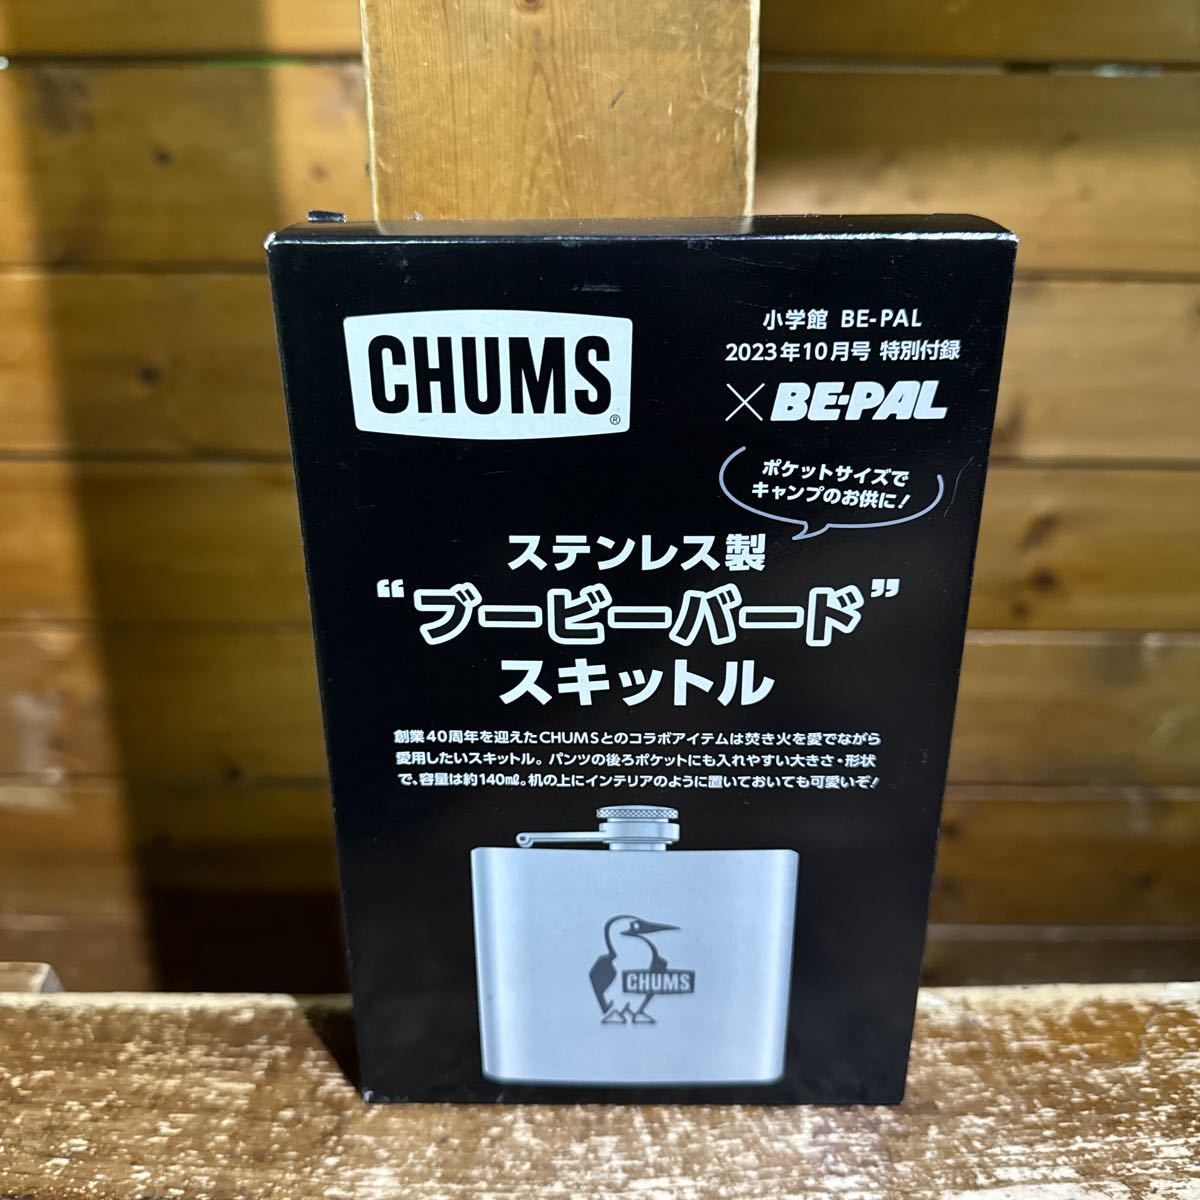 CHUMS®
小学館 BE-PAL
2023年10月号 特別付録
×BE-PAL
ポケットサイズで
キャンプのお供に!
ステンレス製
“ブービーバード”
スキットル
創業40周年を迎えたCHUMSとのコラボアイテムは焚き火を愛でながら
愛用したいスキットル。パンツの後ろポケットにも入れやすい大きさ・形状
で、容量は約140㎖。机の上にインテリアのように置いておいても可愛いぞ!
CHUMS